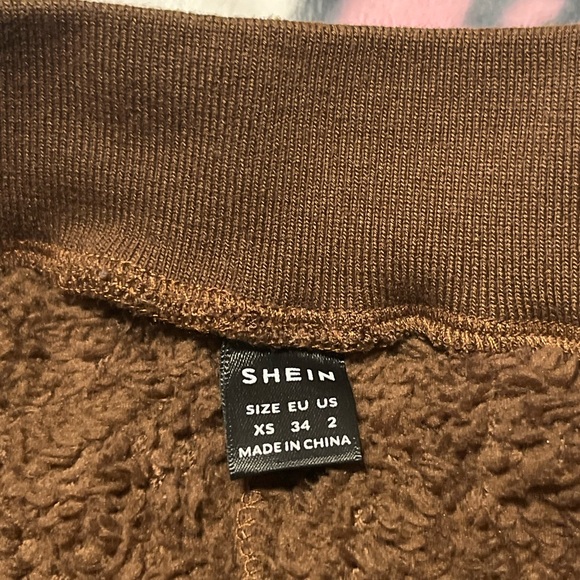 SHEIN
SIZE EU US
XS 34 2
MADE IN CHINA